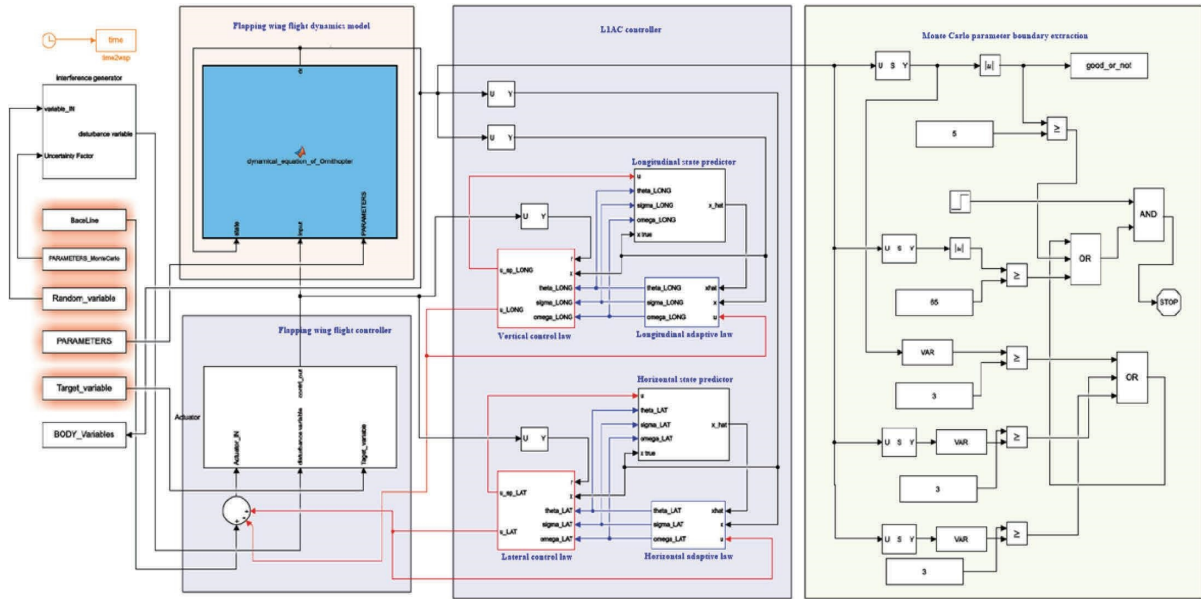 time
time2wsp
Interference generator
variable_IN
disturbance variable
Uncertainty Factor
BaceLine
PARAMETERS_MonteCarlo
Random_variable
PARAMETERS
Target_variable
BODY_Variables
Flapping wing flight dynamics model
dynamical_equation_of_Ornithopter
state
input
PARAMETERS
Flapping wing flight controller
Actuator
control_out
Actuator_IN
disturbance variable
Target_variable
L1AC controller
U Y
U Y
Longitudinal state predictor
u
theta_LONG
sigma_LONG
omega_LONG
x true
x_hat
U Y
r
x
u_sp_LONG
theta_LONG
sigma_LONG
u_LONG
omega_LONG
Vertical control law
theta_LONG
sigma_LONG
omega_LONG
xhat
x
u
Longitudinal adaptive law
Horizontal state predictor
u
theta_LAT
sigma_LAT
omega_LAT
x true
x_hat
U Y
r
x
u_sp_LAT
theta_LAT
sigma_LAT
u_LAT
omega_LAT
Lateral control law
theta_LAT
sigma_LAT
omega_LAT
xhat
x
u
Horizontal adaptive law
Monte Carlo parameter boundary extraction
U S Y
|u|
good_or_not
5
≥
AND
U S Y
|u|
OR
65
≥
STOP
VAR
≥
3
OR
U S Y
VAR
≥
3
U S Y
VAR
≥
3